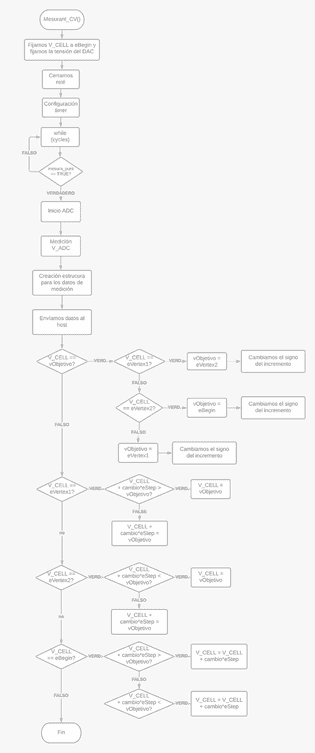 Mesurant_CV()
Fijamos V_CELL a eBegin y
fijamos la tensión del DAC
Cerramos
relé
Configuración
timer
while
(cycles)
FALSO
== TRUE?
VERDADERO
Inicio ADC
Medición
V_ADC
Creación estructura
para los datos de
medición
Enviamos datos al
host
V_CELL ==
vObjetivo?
VERD.
V_CELL ==
eVertex1?
VERD.
vObjetivo =
eVertex2
Cambiamos el signo
del incremento
FALSO
V_CELL
== eVertex2?
VERD.
vObjetivo =
eBegin
Cambiamos el signo
del incremento
FALSO
FALSO
vObjetivo =
eVertex1
Cambiamos el signo
del incremento
V_CELL ==
eVertex1?
VERD.
V_CELL
+ cambio*eStep >
vObjetivo?
VERD.
V_CELL =
vObjetivo
FALSE
V_CELL +
cambio*eStep >
vObjetivo
V_CELL >=
eVertex2?
VERD.
V_CELL
+ cambio*eStep <
vObjetivo?
VERD.
V_CELL =
vObjetivo
FALSO
V_CELL +
cambio*eStep >
vObjetivo
V_CELL
== eBegin?
VERD.
V_CELL
+ cambio*eStep >
vObjetivo?
VERD.
V_CELL = V_CELL
+ cambio*eStep
FALSO
FALSO
V_CELL
+ cambio*eStep <
vObjetivo?
VERD.
V_CELL = V_CELL
+ cambio*eStep
Fin